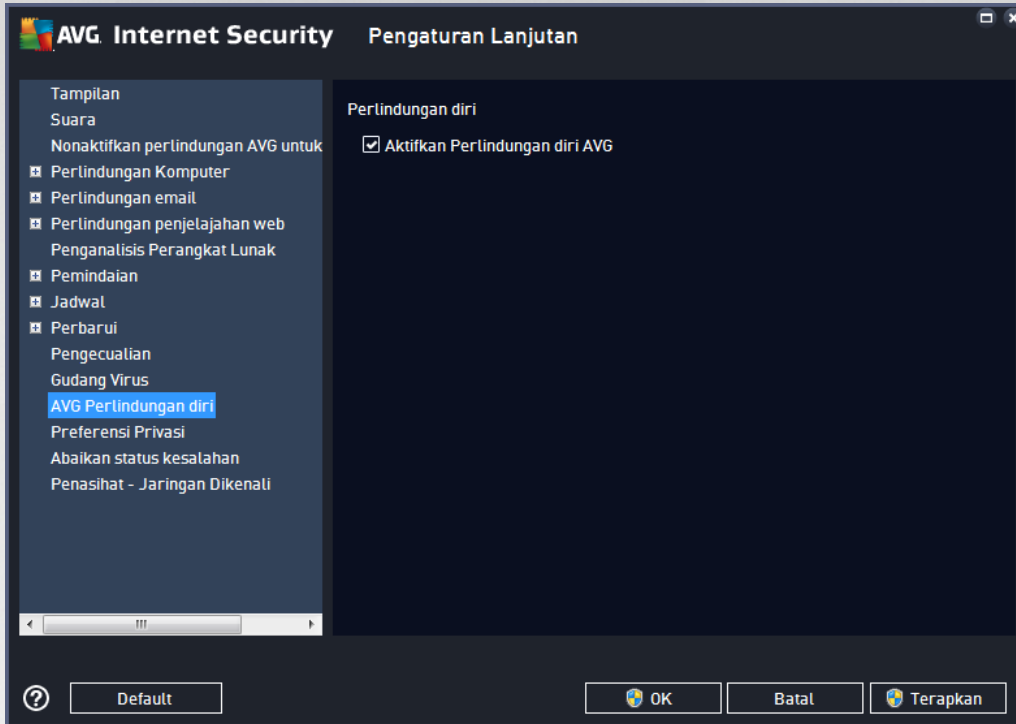 AVG. Internet Security Pengaturan Lanjutan
Tampilan
Suara
Nonaktifkan perlindungan AVG untuk
Perlindungan Komputer
Perlindungan email
Perlindungan penjelajahan web
Penganalisis Perangkat Lunak
Pemindaian
Jadwal
Perbarui
Pengecualian
Gudang Virus
AVG Perlindungan diri
Preferensi Privasi
Abaikan status kesalahan
Penasihat - Jaringan Dikenali
Perlindungan diri
Aktifkan Perlindungan diri AVG
Default
OK
Batal
Terapkan